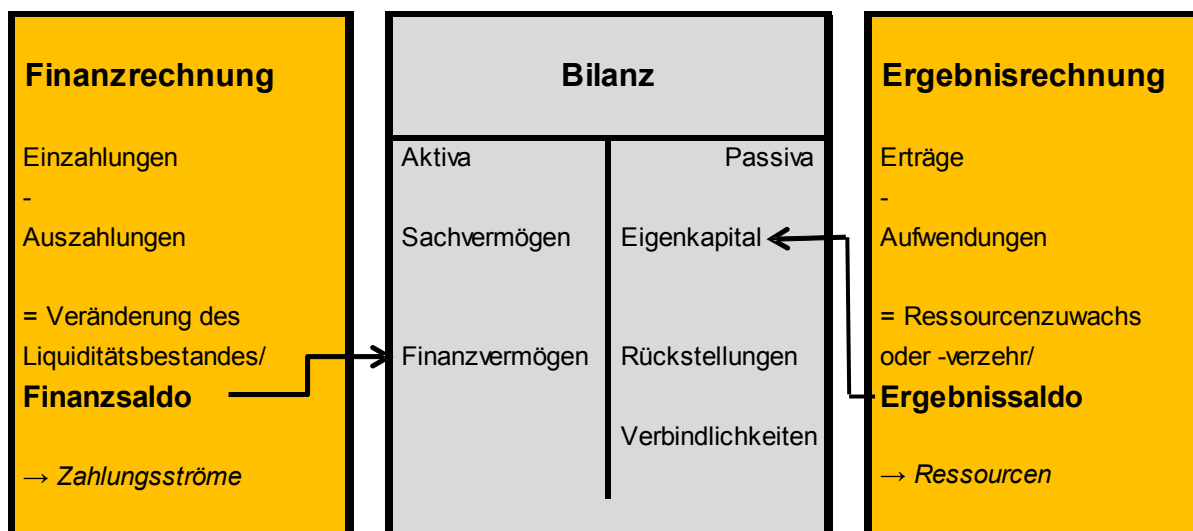 Finanzrechnung
Einzahlungen
-
Auszahlungen
= Veränderung des
Liquiditätsbestandes/
Finanzsaldo
→ Zahlungsströme
Bilanz
Aktiva
Passiva
Sachvermögen
Eigenkapital
Finanzvermögen
Rückstellungen
Verbindlichkeiten
Ergebnisrechnung
Erträge
-
Aufwendungen
= Ressourcenzuwachs
oder -verzehr/
Ergebnissaldo
→ Ressourcen